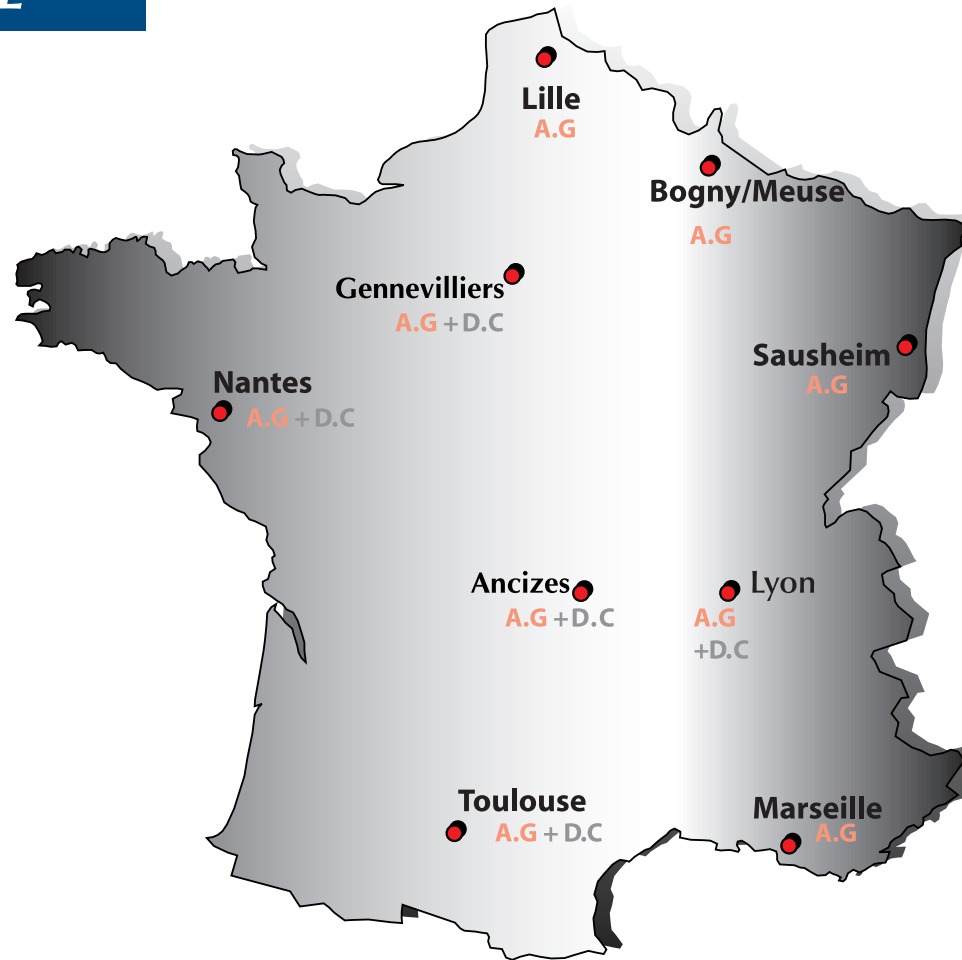 Lille
A.G
Bogny/Meuse
A.G
Gennevilliers
A.G + D.C
Sausheim
A.G
Nantes
A.G + D.C
Ancizes
A.G + D.C
Lyon
A.G
+D.C
Toulouse
A.G + D.C
Marseille
A.G